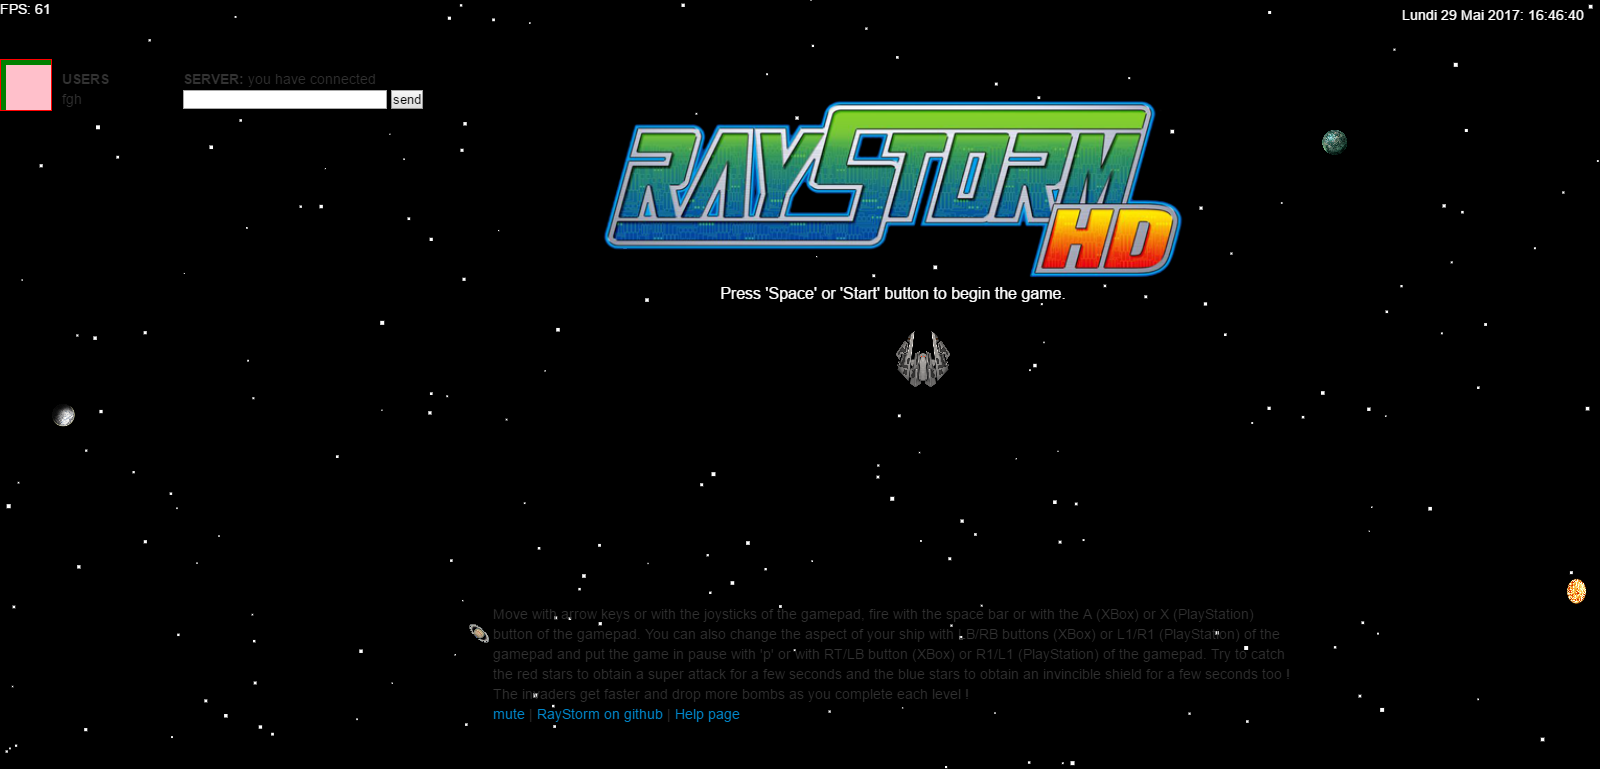 FPS: 61
Lundi 29 Mai 2017: 16:46:40
USERS
fgh
SERVER: you have connected
send
RAYSTORM
HD
Press 'Space' or 'Start' button to begin the game.
Move with arrow keys or with the joysticks of the gamepad, fire with the space bar or with the A (XBox) or X (PlayStation)
button of the gamepad. You can also change the aspect of your ship with LB/RB buttons (XBox) or L1/R1 (PlayStation) of the
gamepad and put the game in pause with 'p' or with RT/LB button (XBox) or R1/L1 (PlayStation) of the gamepad. Try to catch
the red stars to obtain a super attack for a few seconds and the blue stars to obtain an invincible shield for a few seconds too !
The invaders get faster and drop more bombs as you complete each level !
mute | RayStorm on github | Help page